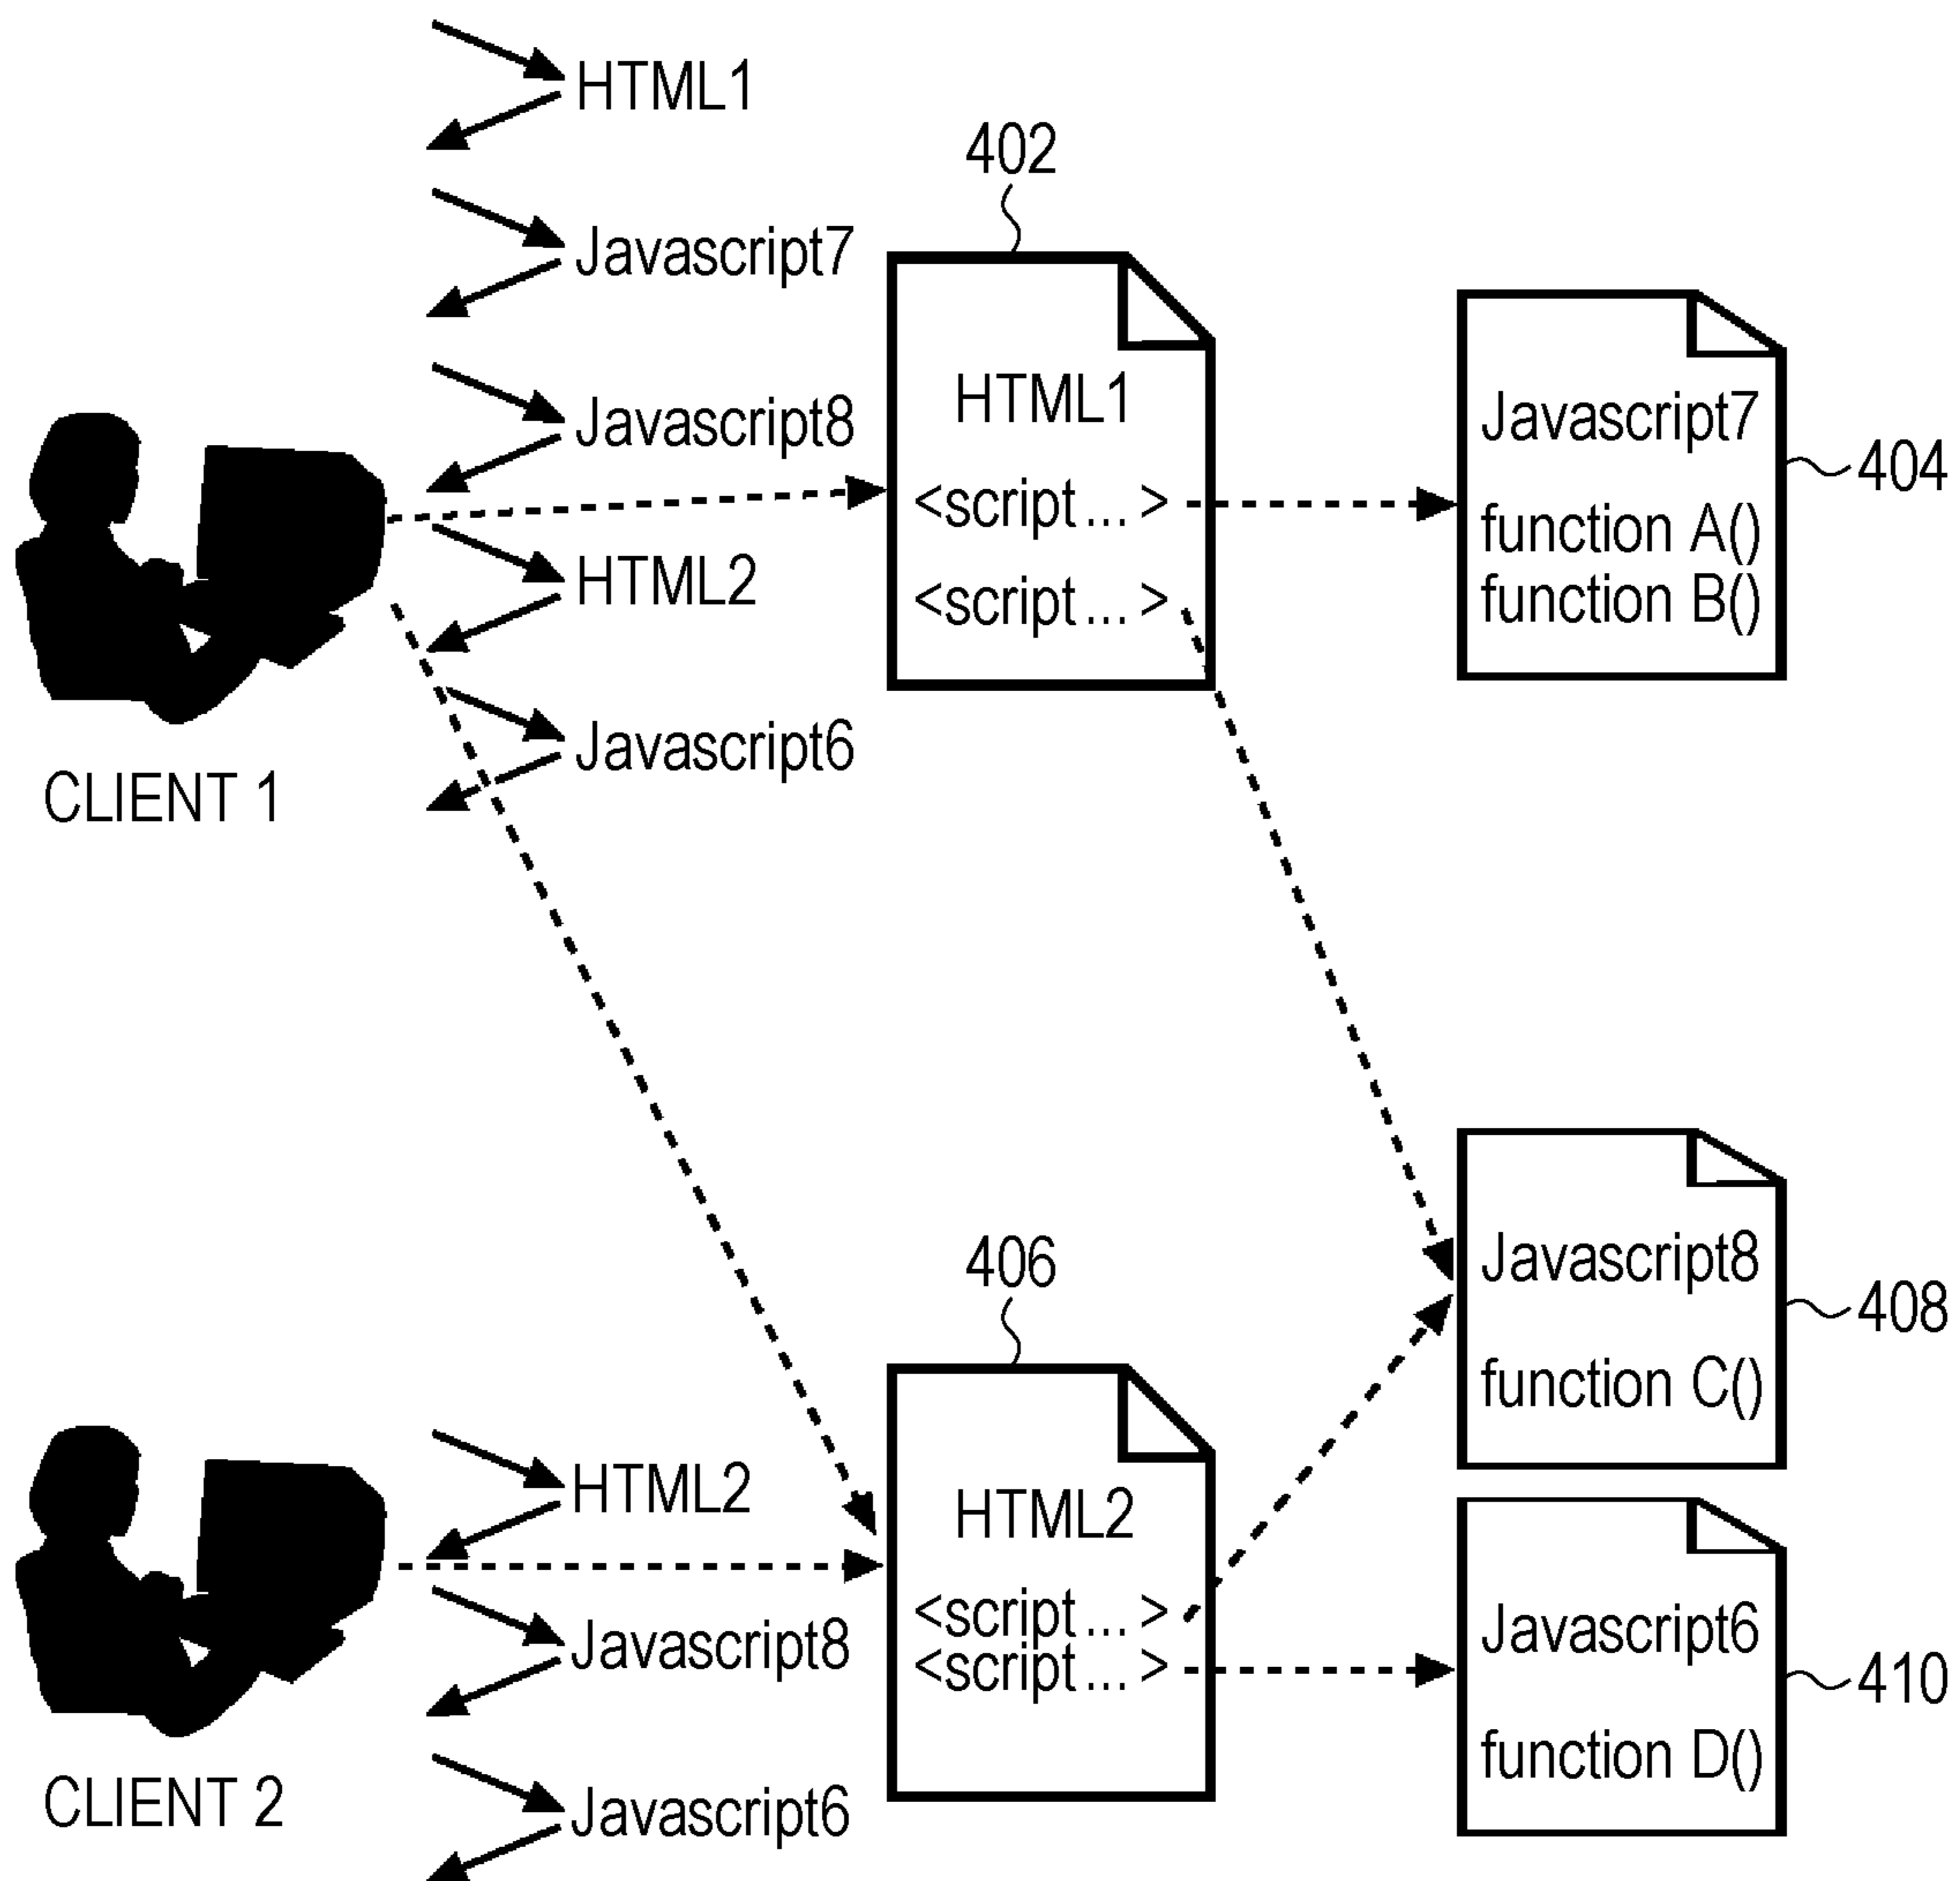 HTML1
Javascript7
Javascript8
HTML2
Javascript6
CLIENT 1
402
HTML1
<script ... >
<script ... >
Javascript7
function A()
function B()
404
406
HTML2
<script ... >
<script ... >
Javascript8
function C()
408
Javascript6
function D()
410
HTML2
Javascript8
Javascript6
CLIENT 2